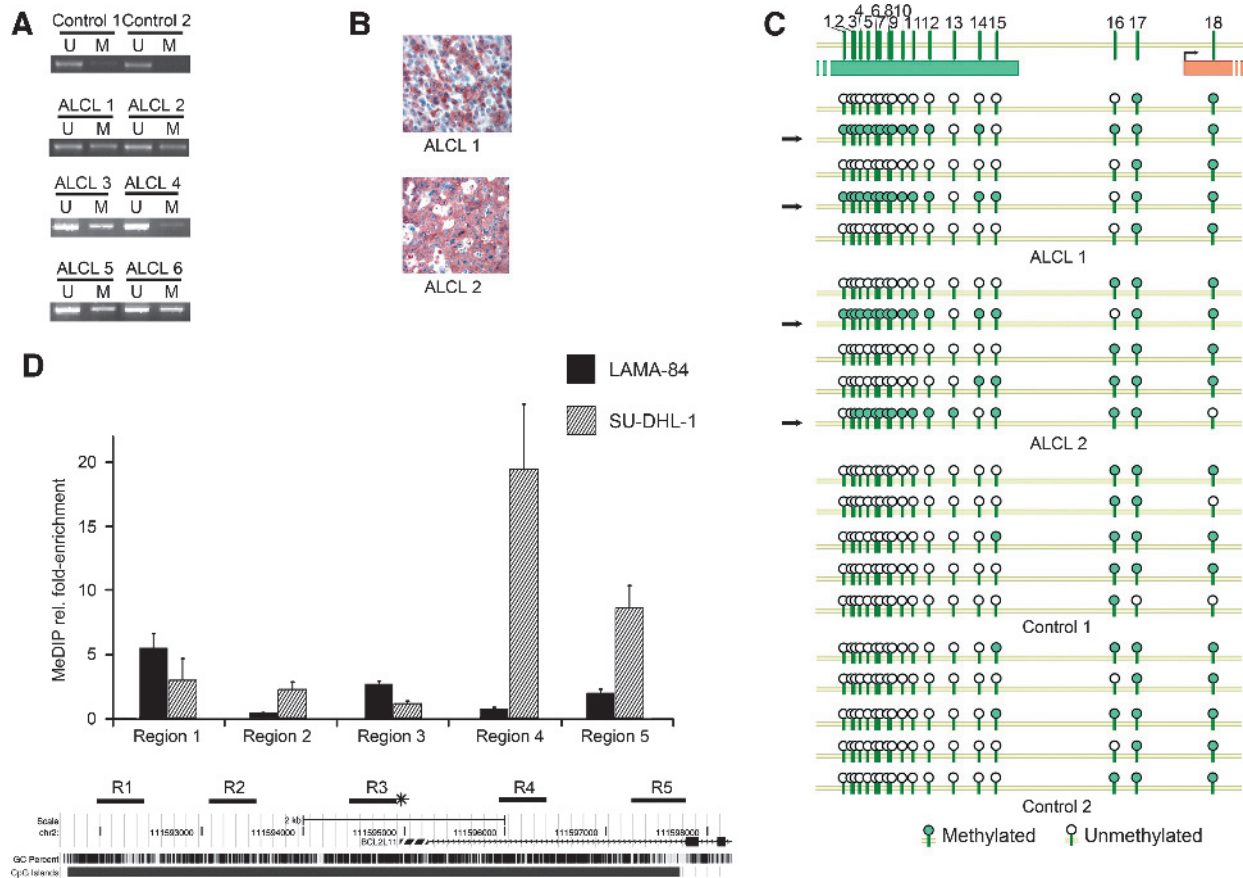 A
Control 1 Control 2
U M U M
ALCL 1 ALCL 2
U M U M
ALCL 3 ALCL 4
U M U M
ALCL 5 ALCL 6
U M U M
B
ALCL 1
ALCL 2
C
1 2 3 4 5 6 7 8 9 10 11 12 13 14 15 16 17 18
ALCL 1
ALCL 2
Control 1
Control 2
Methylated Unmethylated
D
LAMA-84
SU-DHL-1
MeDIP rel. fold-enrichment
20
15
10
5
0
Region 1 Region 2 Region 3 Region 4 Region 5
R1 R2 R3 * R4 R5
Scale 2 kb
chr2: 111593000 111594000 111595000 111596000 111597000 111598000
BCL2L11
GC Percent
CpG Islands